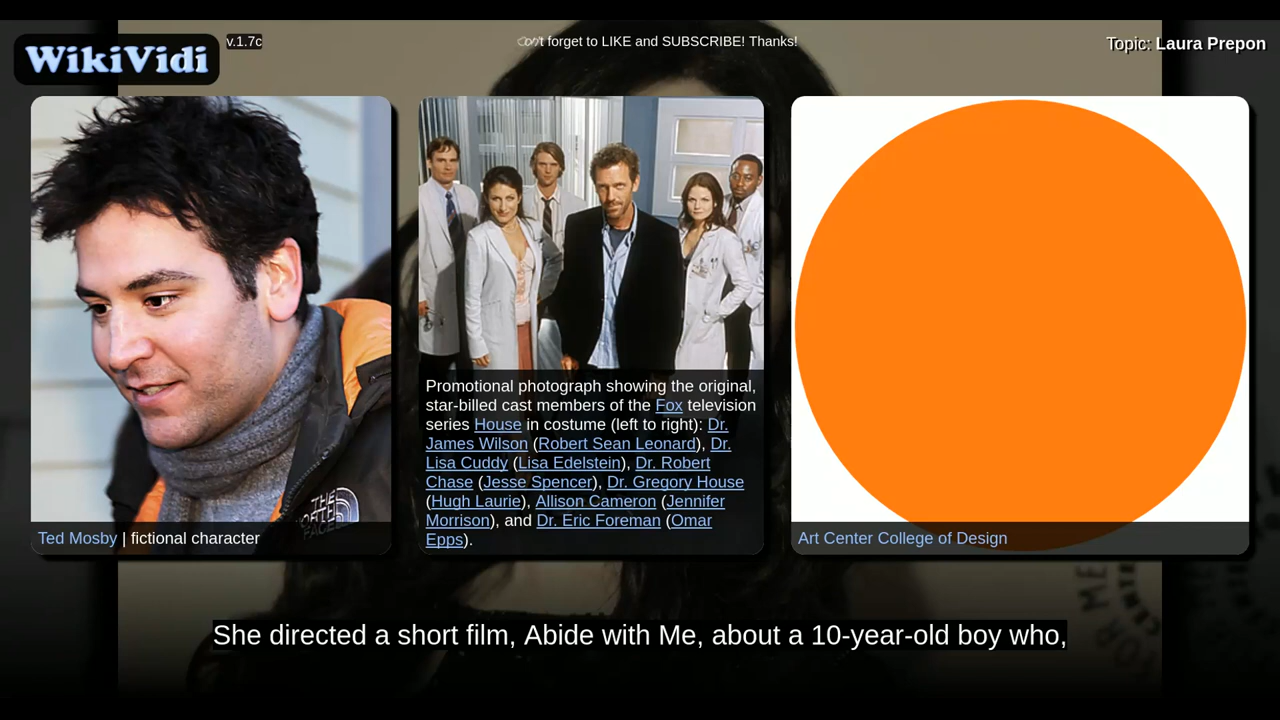 WikiVidi
v.1.7c
Don't forget to LIKE and SUBSCRIBE! Thanks!
Topic: Laura Prepon
THE
NORTH
FACE
Ted Mosby | fictional character
Promotional photograph showing the original,
star-billed cast members of the Fox television
series House in costume (left to right): Dr.
James Wilson (Robert Sean Leonard), Dr.
Lisa Cuddy (Lisa Edelstein), Dr. Robert
Chase (Jesse Spencer), Dr. Gregory House
(Hugh Laurie), Allison Cameron (Jennifer
Morrison), and Dr. Eric Foreman (Omar
Epps).
Art Center College of Design
She directed a short film, Abide with Me, about a 10-year-old boy who,